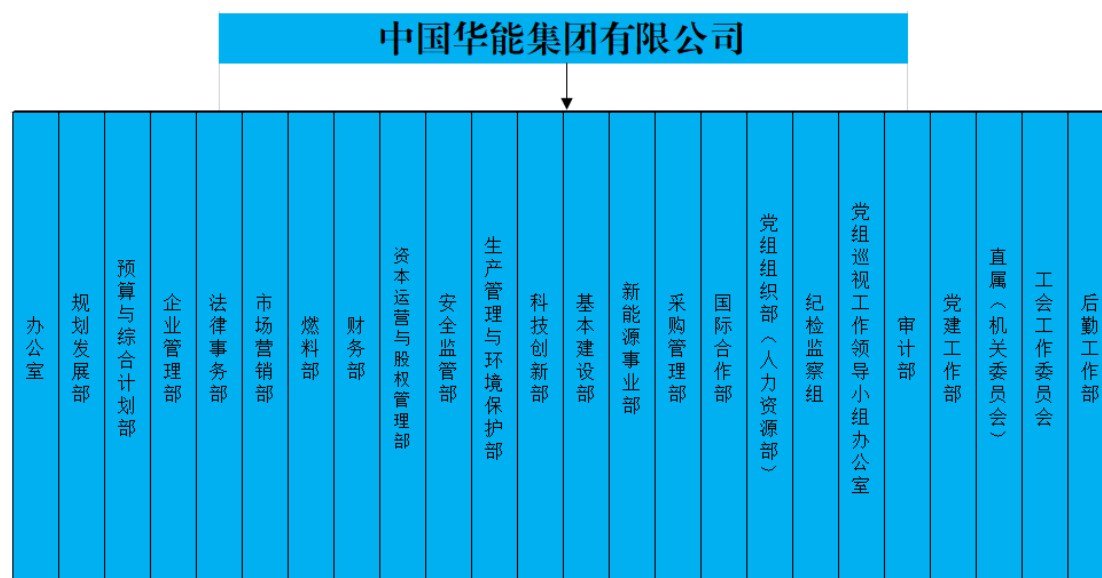 中国华能集团有限公司
办公室
规划发展部
预算与综合计划部
企业管理部
法律事务部
市场营销部
燃料部
财务部
资本运营与股权管理部
安全监管部
生产管理与环境保护部
科技创新部
基本建设部
新能源事业部
采购管理部
国际合作部
党组组织部（人力资源部）
纪检监察组
党组巡视工作领导小组办公室
审计部
党建工作部
直属（机关委员会）
工会工作委员会
后勤工作部